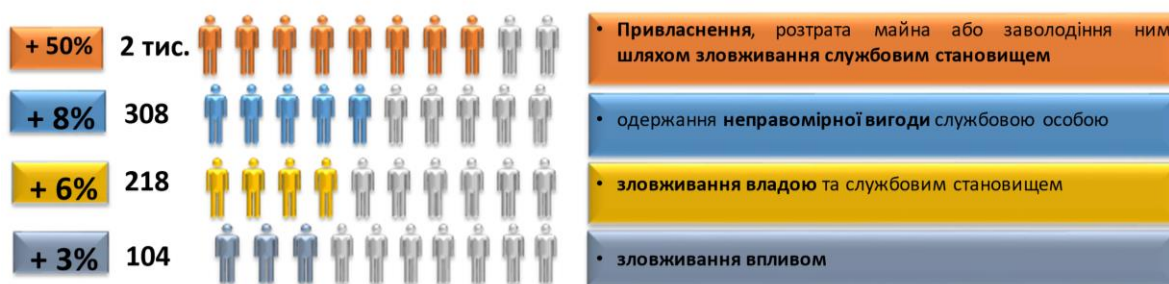 + 50% 2 тис. • Привласнення, розтрата майна або заволодіння ним
шляхом зловживання службовим становищем
+ 8% 308 • одержання неправомірної вигоди службовою особою
+ 6% 218 • зловживання владою та службовим становищем
+ 3% 104 • зловживання впливом